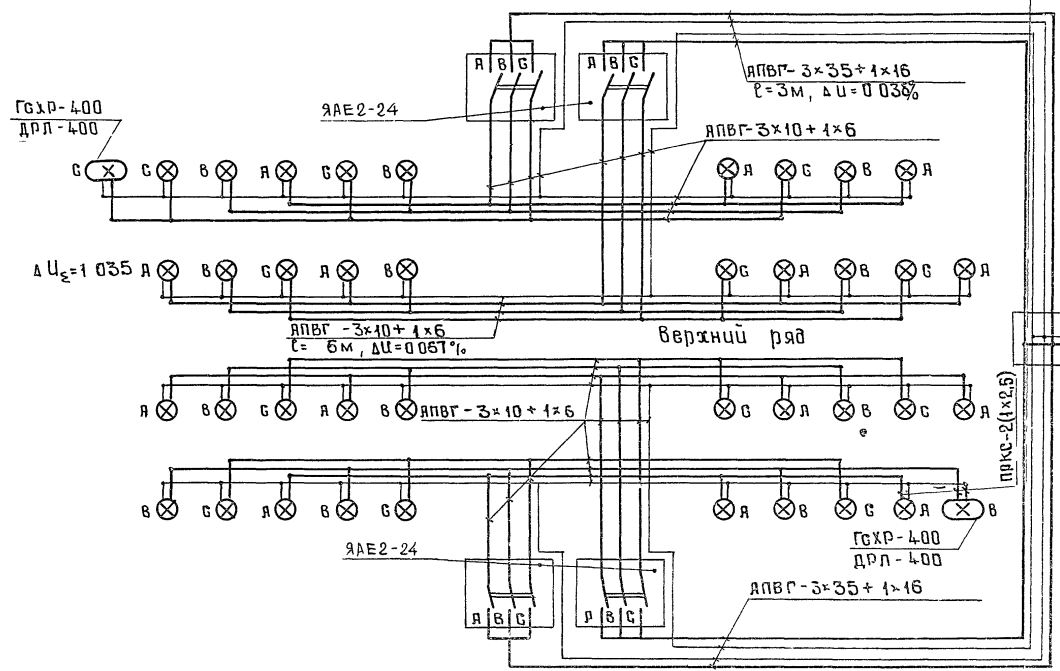 А В С
А В С
АПВГ-3×35+1×16
ℓ=3м, ΔU=0 036%
ГСХР-400
ДРЛ-400
ЯАЕ2-24
АПВГ-3×10+1×6
С С В А С В А С В А
ΔU_Σ=1 035 А В С А В С А В С А
АПВГ-3×10+1×6
ℓ= 6м, ΔU=0 067%
Верхний ряд
А В С А В АПВГ-3×10+1×6 С А В С А
ПРКС-2(1×2,5)
В С А В С А В С А В
ГСХР-400
ДРЛ-400
ЯАЕ2-24
АПВГ-3×35+1×16
А В С
А В С